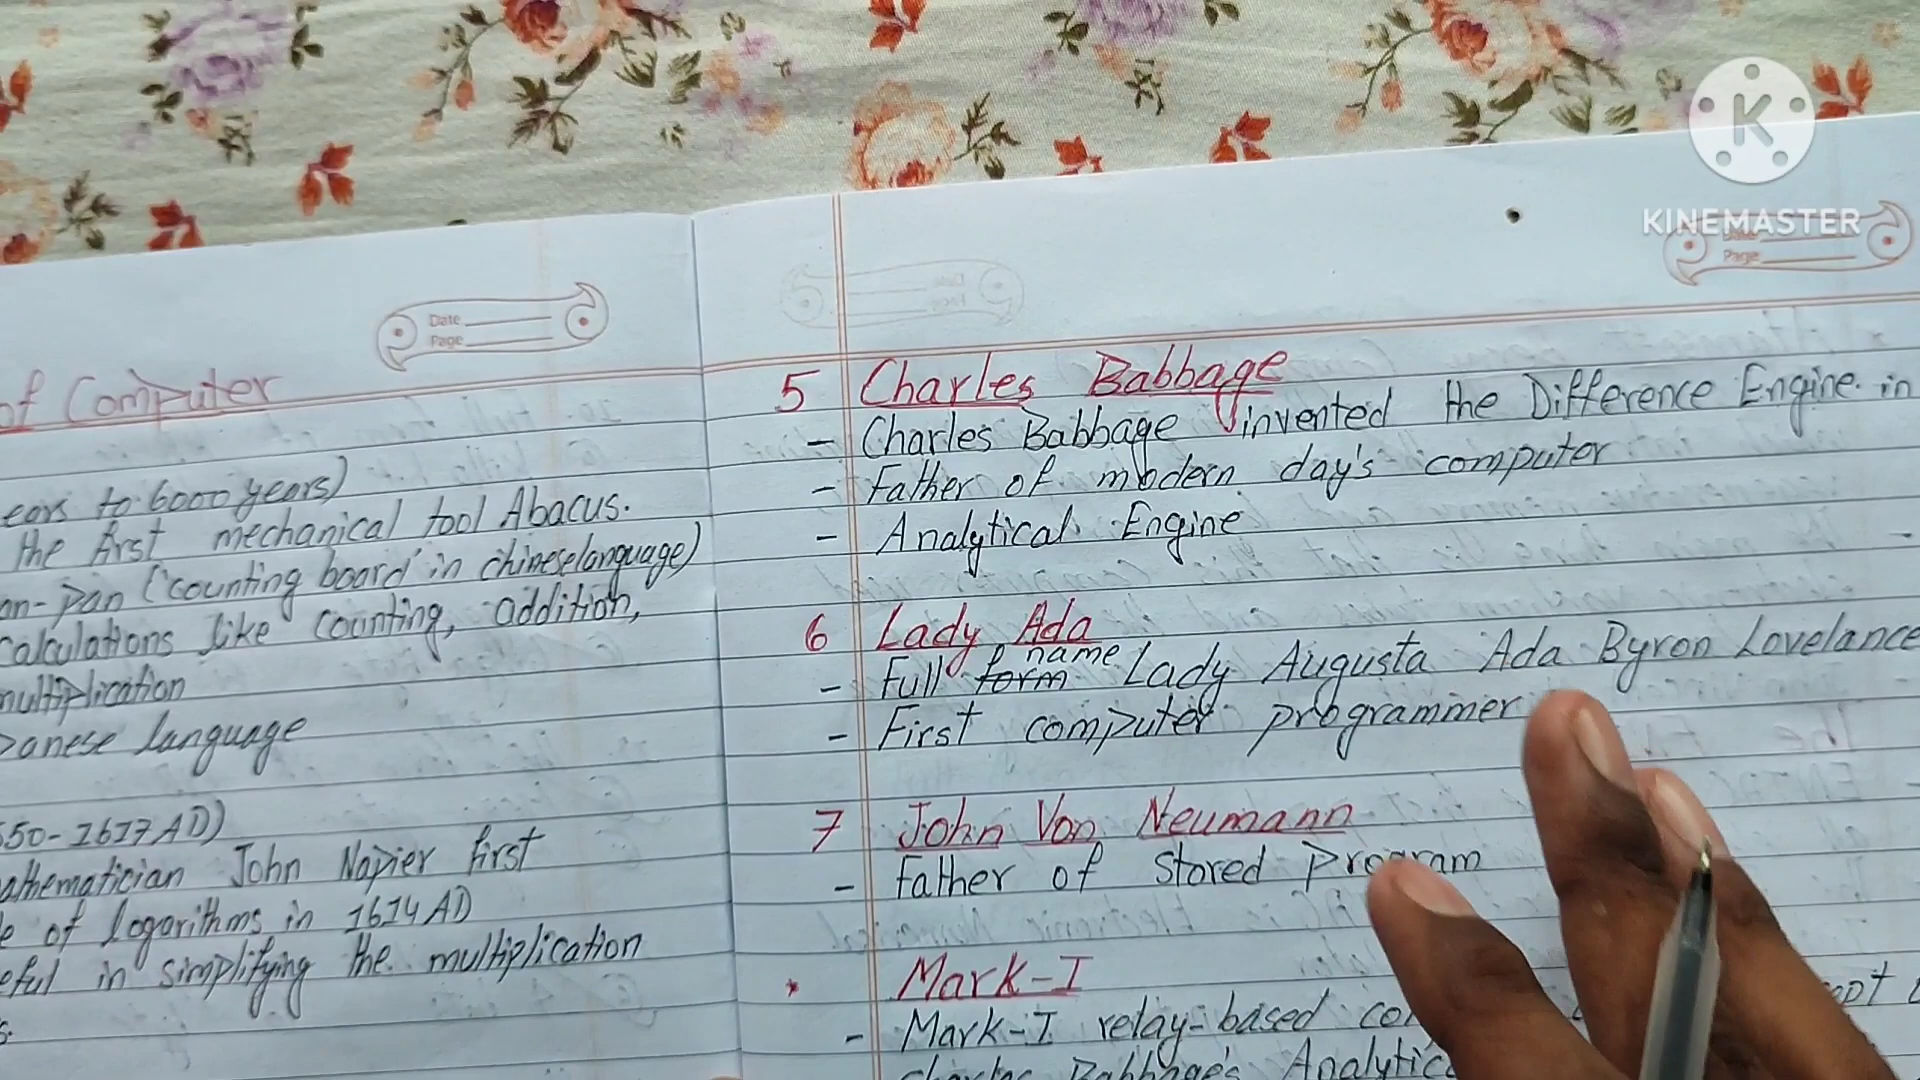 K
KINEMASTER
Date
Page
of Computer
ears to 6000 years)
the first mechanical tool Abacus.
an-pan ('counting board' in chineselanguage)
calculations like counting, addition,
multiplication
panese language
550-1617 AD)
athematician John Napier first
of logarithms in 1614 AD
eful in simplifying the multiplication
s.
Date
Page
5 Charles Babbage
- Charles Babbage invented the Difference Engine in
- Father of modern day's computer
- Analytical Engine
6 Lady Ada
- Full form name Lady Augusta Ada Byron Lovelance
- First computer programmer
7 John Von Neumann
- Father of Stored Program
* Mark-I
- Mark-I relay-based co
Charles Babbage's Analytic